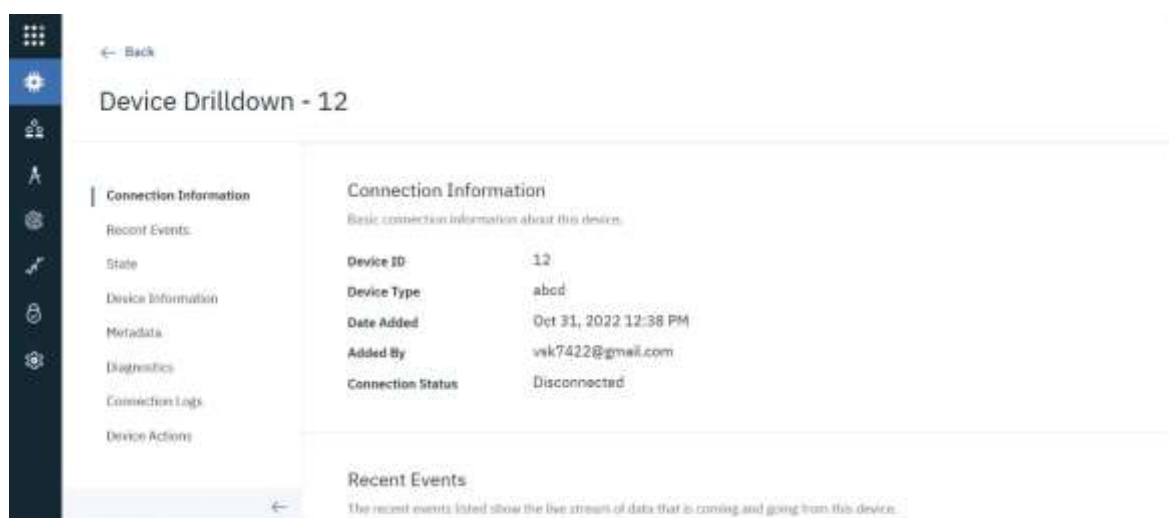 ← Back
Device Drilldown - 12
Connection Information
Recent Events
State
Device Information
Metadata
Diagnostics
Connection Logs
Device Actions
←
Connection Information
Basic connection information about this device.
Device ID 12
Device Type abcd
Date Added Oct 31, 2022 12:38 PM
Added By vsk7422@gmail.com
Connection Status Disconnected
Recent Events
The recent events listed show the live stream of data that is coming and going from this device.